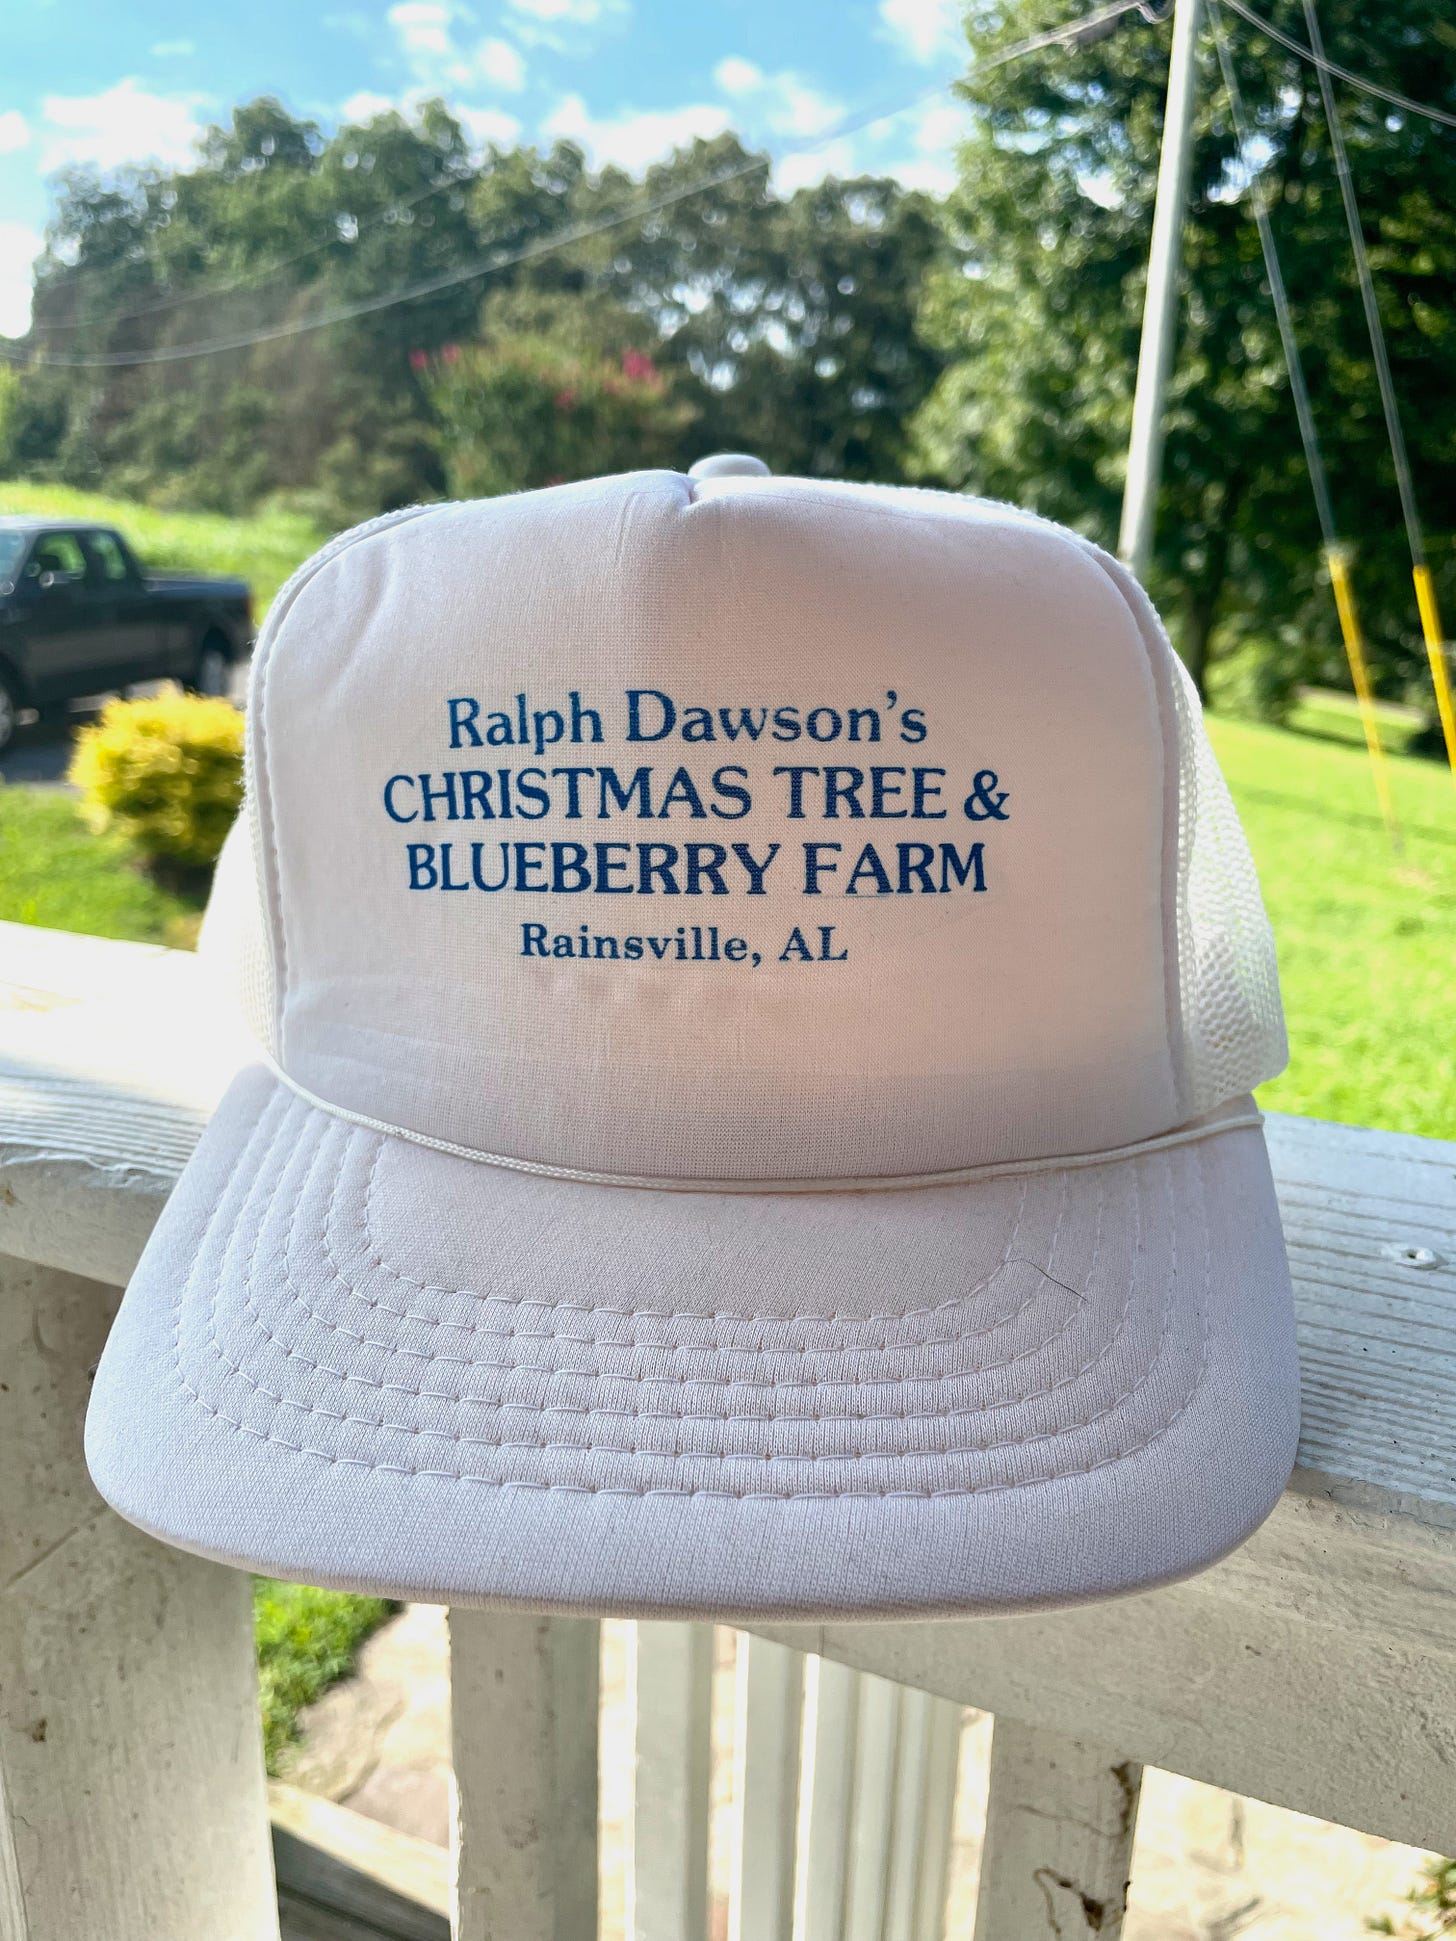 Ralph Dawson's
CHRISTMAS TREE &
BLUEBERRY FARM
Rainsville, AL